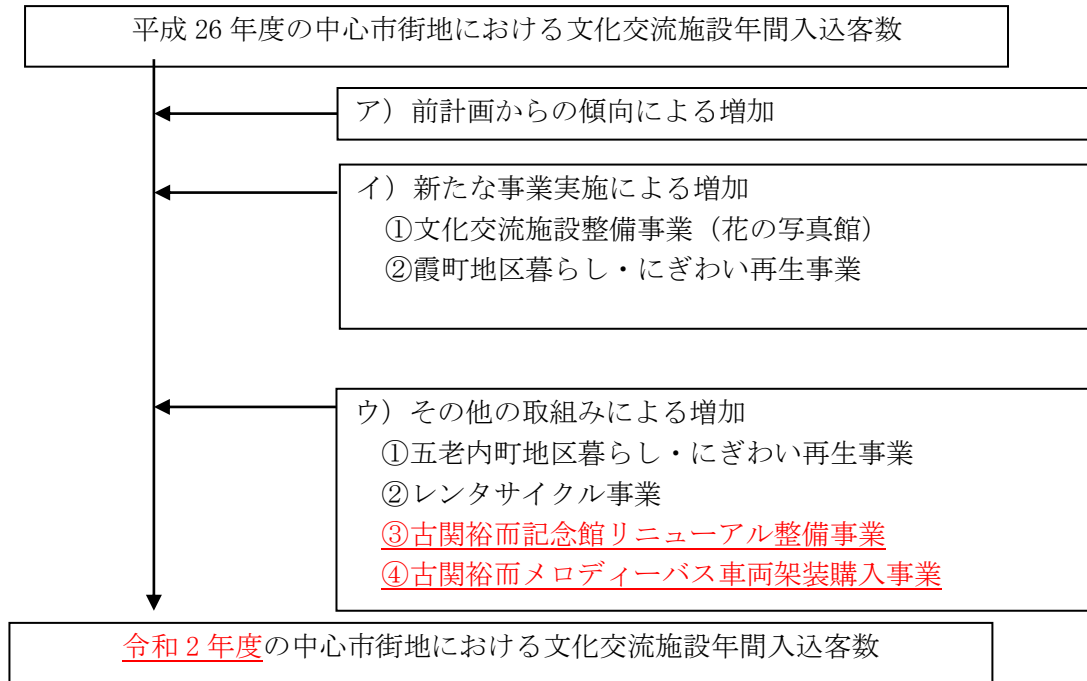 平成 26 年度の中心市街地における文化交流施設年間入込客数
ア）前計画からの傾向による増加
イ）新たな事業実施による増加
①文化交流施設整備事業（花の写真館）
②霞町地区暮らし・にぎわい再生事業
ウ）その他の取組みによる増加
①五老内町地区暮らし・にぎわい再生事業
②レンタサイクル事業
③古関裕而記念館リニューアル整備事業
④古関裕而メロディーバス車両架装購入事業
令和 2 年度の中心市街地における文化交流施設年間入込客数